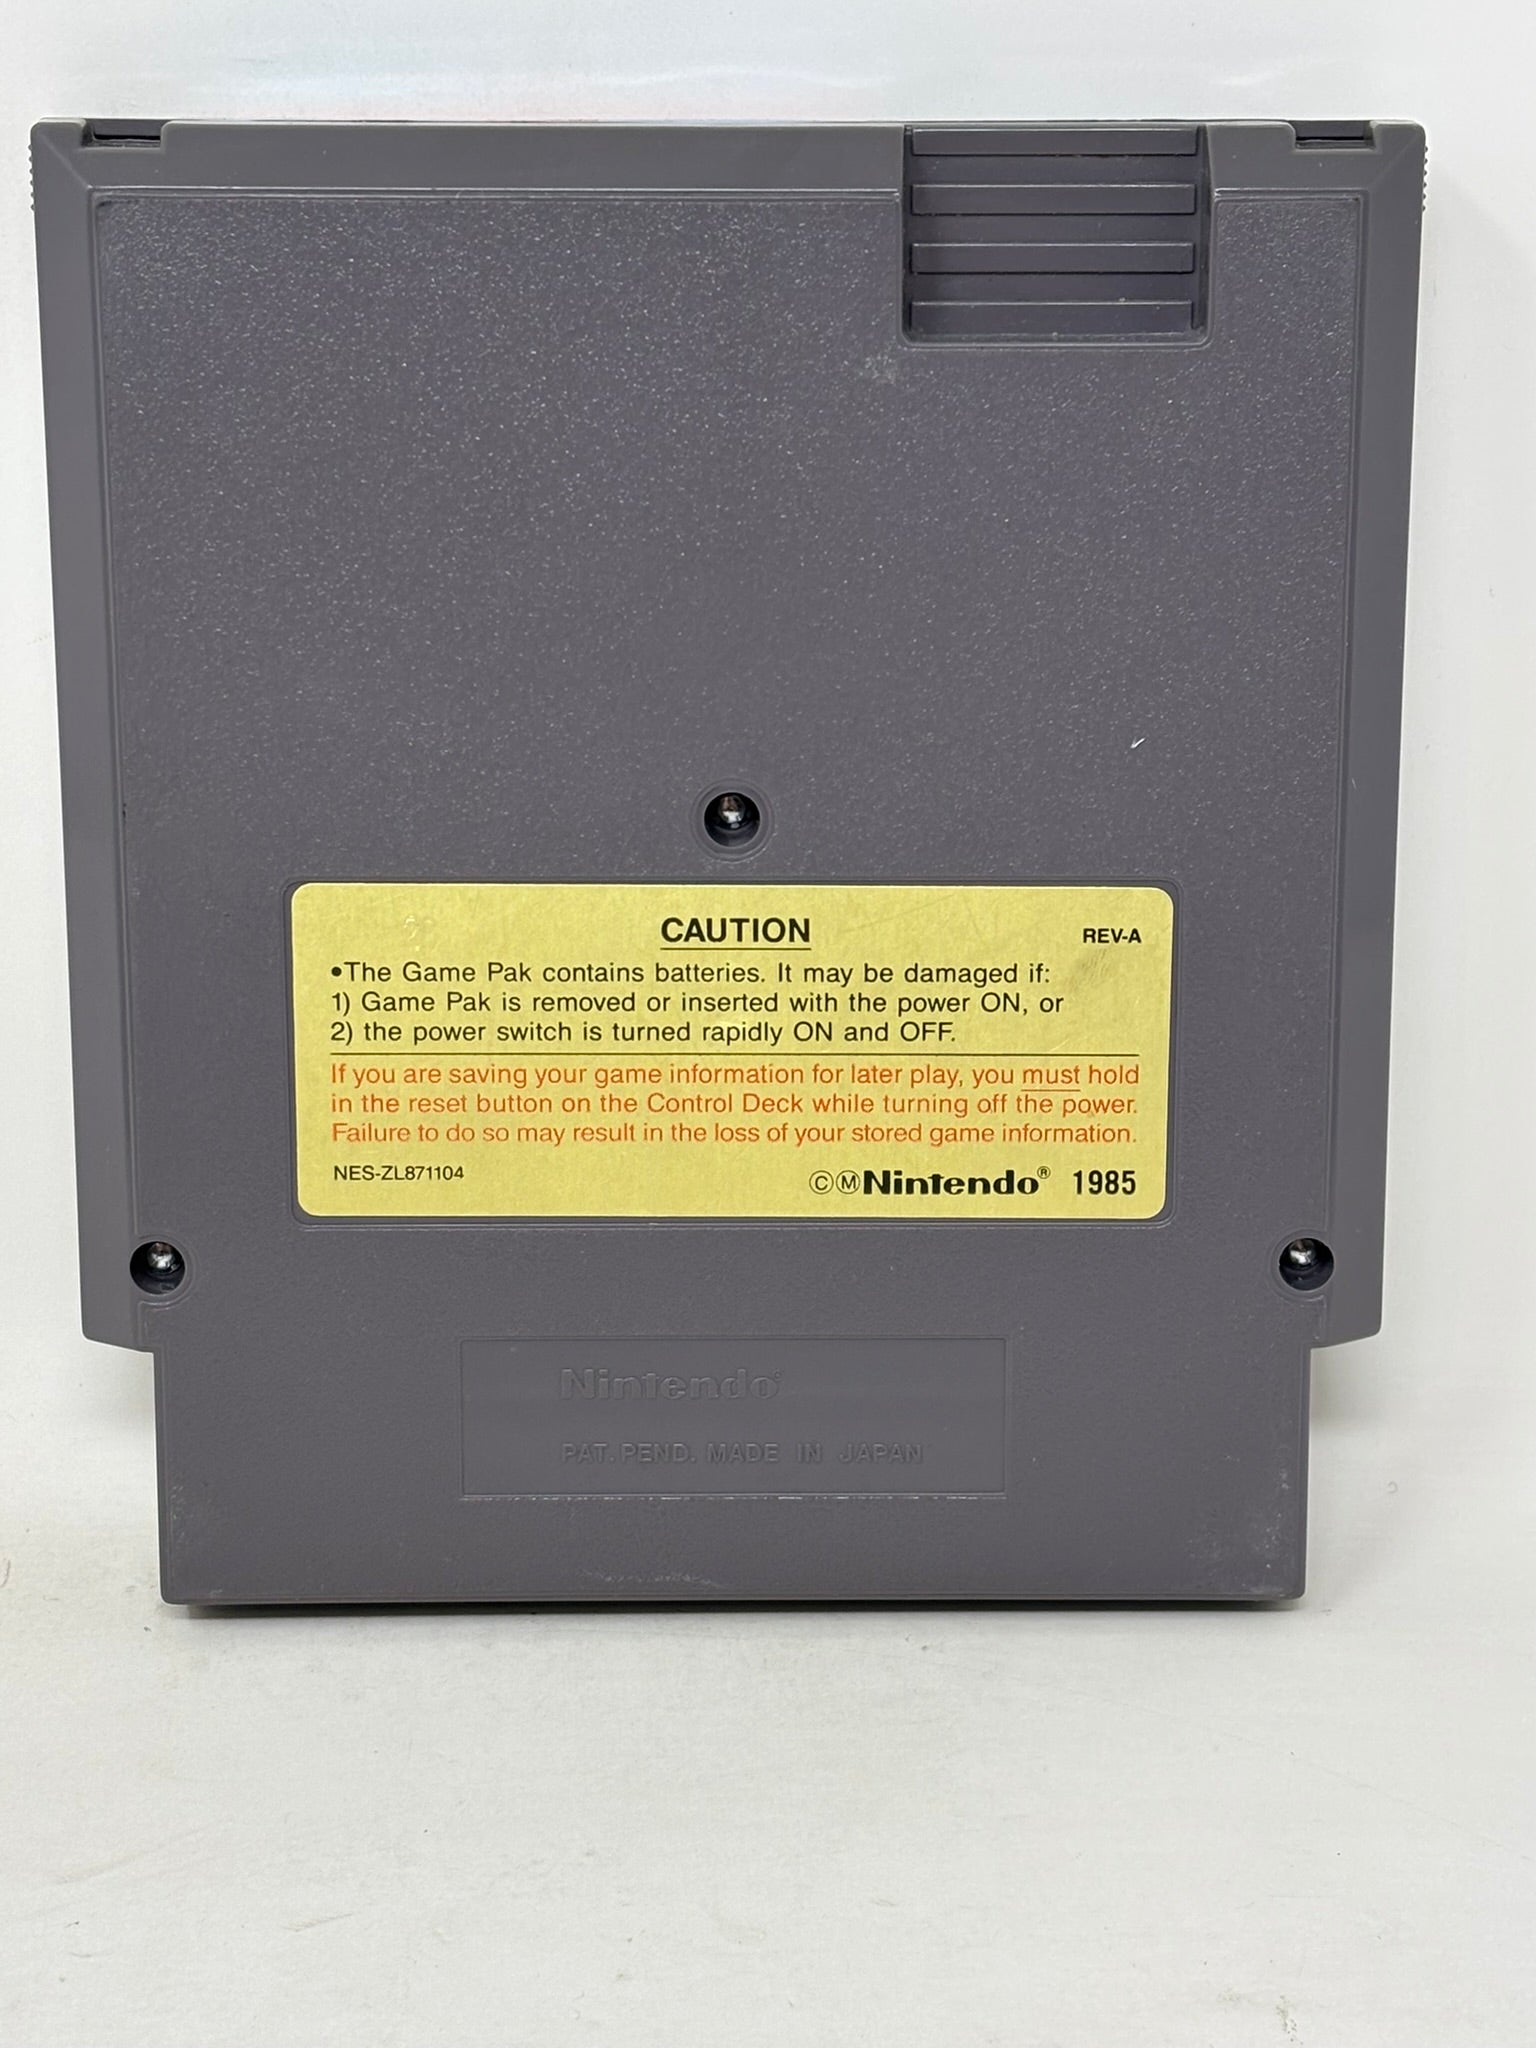 CAUTION
REV-A
•The Game Pak contains batteries. It may be damaged if:
1) Game Pak is removed or inserted with the power ON, or
2) the power switch is turned rapidly ON and OFF.
If you are saving your game information for later play, you must hold
in the reset button on the Control Deck while turning off the power.
Failure to do so may result in the loss of your stored game information.
NES-ZL871104
ⒸⓂNintendo® 1985
Nintendo®
PAT. PEND. MADE IN JAPAN